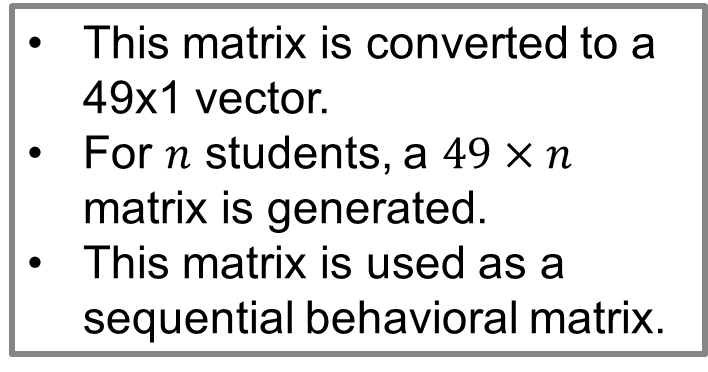 • This matrix is converted to a
49x1 vector.
• For n students, a 49 × n
matrix is generated.
• This matrix is used as a
sequential behavioral matrix.